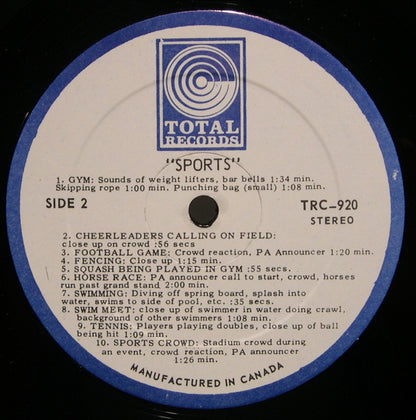 TOTAL
RECORDS
"SPORTS"
1. GYM: Sounds of weight lifters, bar bells 1:34 min.
Skipping rope 1:00 min. Punching bag (small) 1:08 min.
SIDE 2
TRC-920
STEREO
2. CHEERLEADERS CALLING ON FIELD:
close up on crowd :56 secs
3. FOOTBALL GAME: Crowd reaction, PA Announcer 1:20 min.
4. FENCING: Close up 1:15 min.
5. SQUASH BEING PLAYED IN GYM :55 secs.
6. HORSE RACE: PA announcer call to start, crowd, horses
run past grand stand 2:00 min.
7. SWIMMING: Diving off spring board, splash into
water, swims to side of pool, etc. :35 secs.
8. SWIM MEET: close up of swimmer in water doing crawl,
background of other swimmers 1:08 min.
9. TENNIS: Players playing doubles, close up of ball
being hit 1:09 min.
10. SPORTS CROWD: Stadium crowd during
an event, crowd reaction, PA announcer
1:26 min.
MANUFACTURED IN CANADA